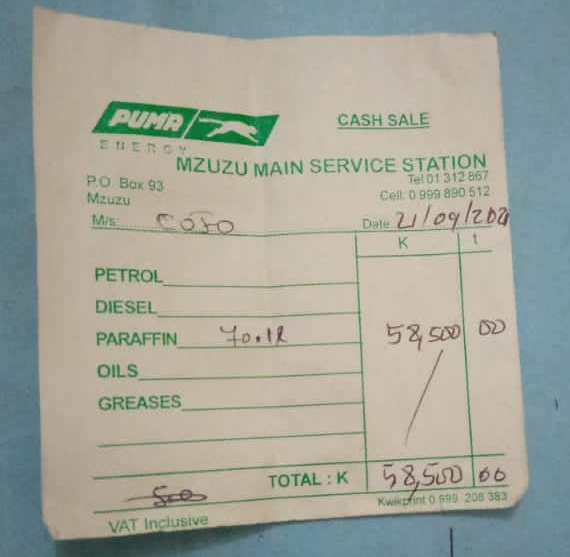 PUMA
ENERGY
CASH SALE
MZUZU MAIN SERVICE STATION
P.O. Box 93
Tel 01 312 867
Mzuzu
Cell: 0 999 890 512
M/s: COJO
Date 21/09/2021
K t
PETROL
DIESEL
PARAFFIN 70.1l 58,500 00
OILS
GREASES
TOTAL : K 58,500 00
Kwikprint 0 999 208 383
VAT Inclusive